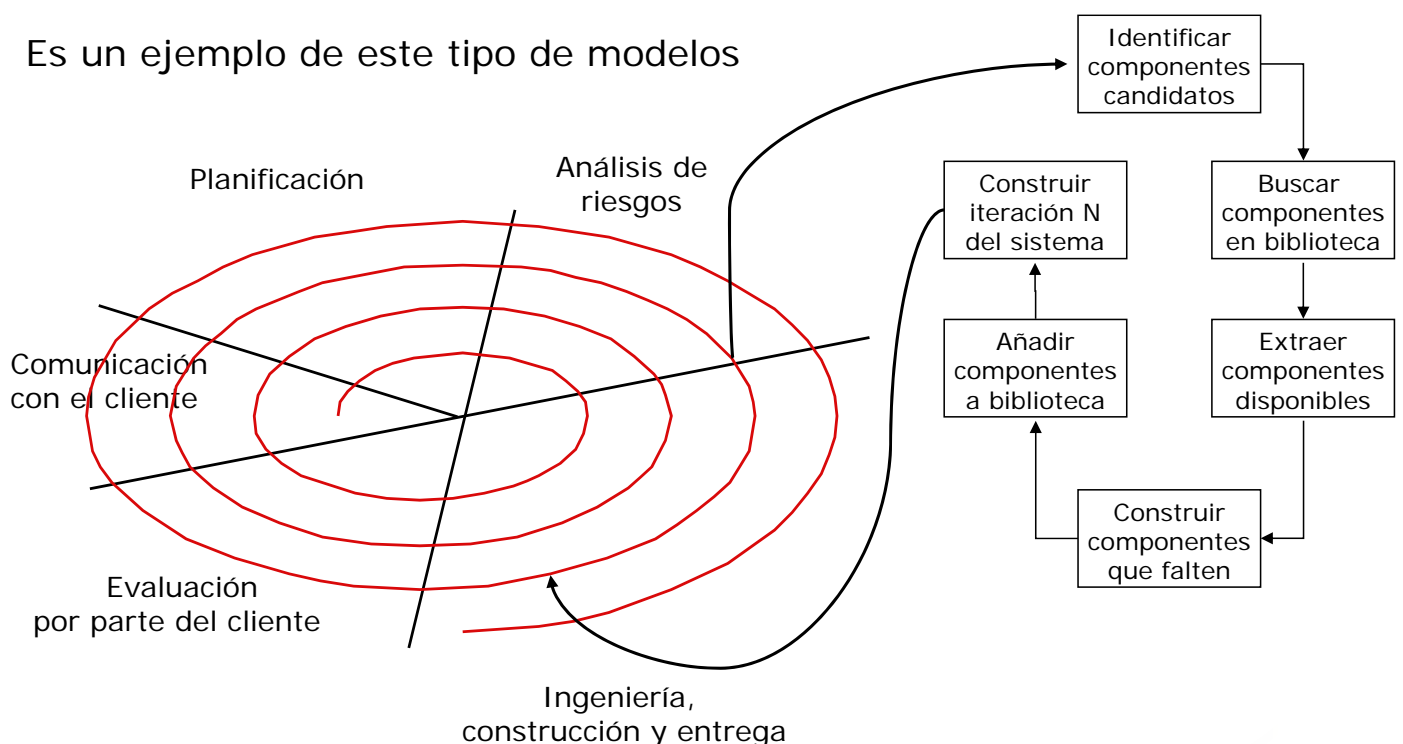 Es un ejemplo de este tipo de modelos
Identificar
componentes
candidatos
Planificación
Análisis de
riesgos
Construir
iteración N
del sistema
Buscar
componentes
en biblioteca
Comunicación
con el cliente
Añadir
componentes
a biblioteca
Extraer
componentes
disponibles
Construir
componentes
que falten
Evaluación
por parte del cliente
Ingeniería,
construcción y entrega